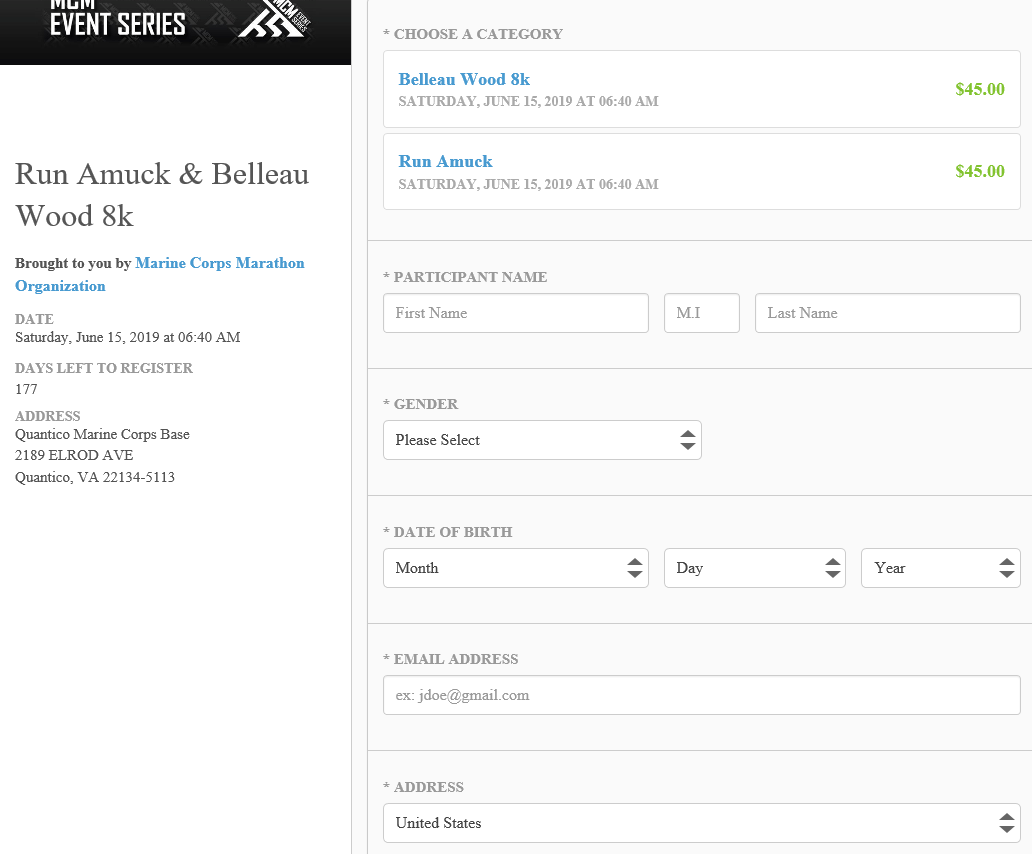 MCM
EVENT SERIES
MCM
EVENT
SERIES
Run Amuck & Belleau
Wood 8k
Brought to you by Marine Corps Marathon
Organization
DATE
Saturday, June 15, 2019 at 06:40 AM
DAYS LEFT TO REGISTER
177
ADDRESS
Quantico Marine Corps Base
2189 ELROD AVE
Quantico, VA 22134-5113
* CHOOSE A CATEGORY
Belleau Wood 8k
SATURDAY, JUNE 15, 2019 AT 06:40 AM
$45.00
Run Amuck
SATURDAY, JUNE 15, 2019 AT 06:40 AM
$45.00
* PARTICIPANT NAME
First Name M.I Last Name
* GENDER
Please Select
* DATE OF BIRTH
Month Day Year
* EMAIL ADDRESS
ex: jdoe@gmail.com
* ADDRESS
United States